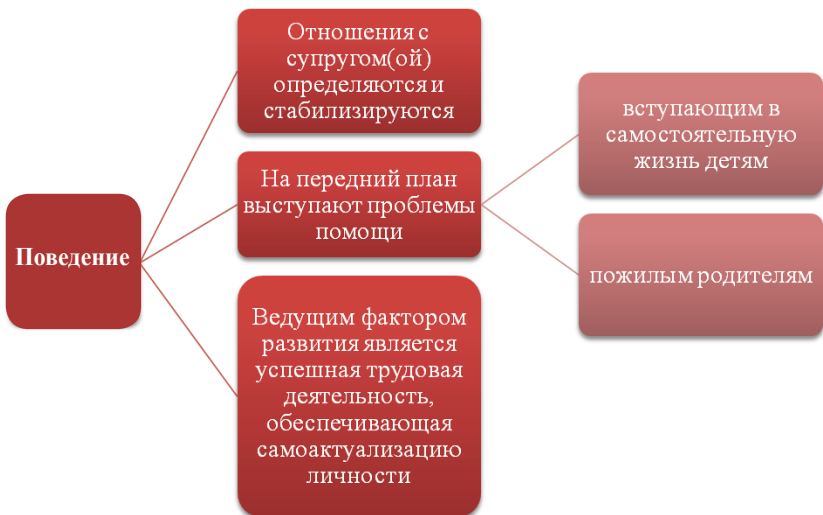 Отношения с
супругом(ой)
определяются и
стабилизируются
вступающим в
самостоятельную
жизнь детям
На передний план
выступают проблемы
помощи
Поведение
пожилым родителям
Ведущим фактором
развития является
успешная трудовая
деятельность,
обеспечивающая
самоактуализацию
личности